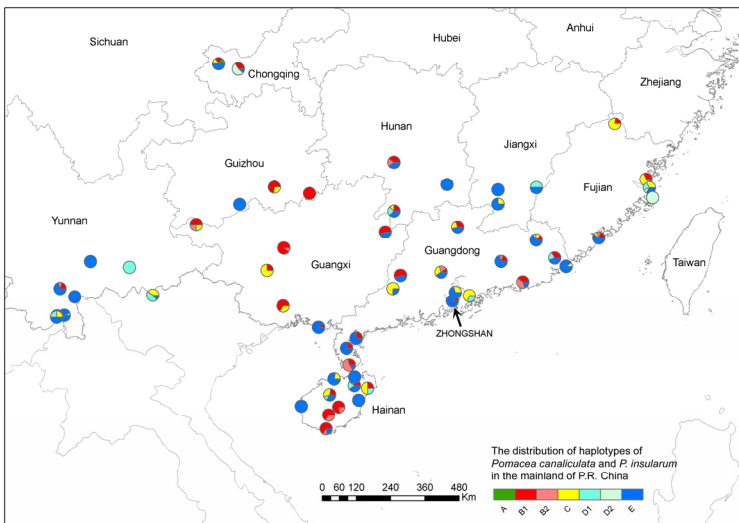 Sichuan
Hubei
Anhui
Chongqing
Zhejiang
Hunan
Jiangxi
Guizhou
Fujian
Yunnan
Guangxi
Guangdong
Taiwan
ZHONGSHAN
Hainan
The distribution of haplotypes of
Pomacea canaliculata and P. insularum
in the mainland of P.R. China
0 60 120 240 360 480
Km
A B1 B2 C D1 D2 E